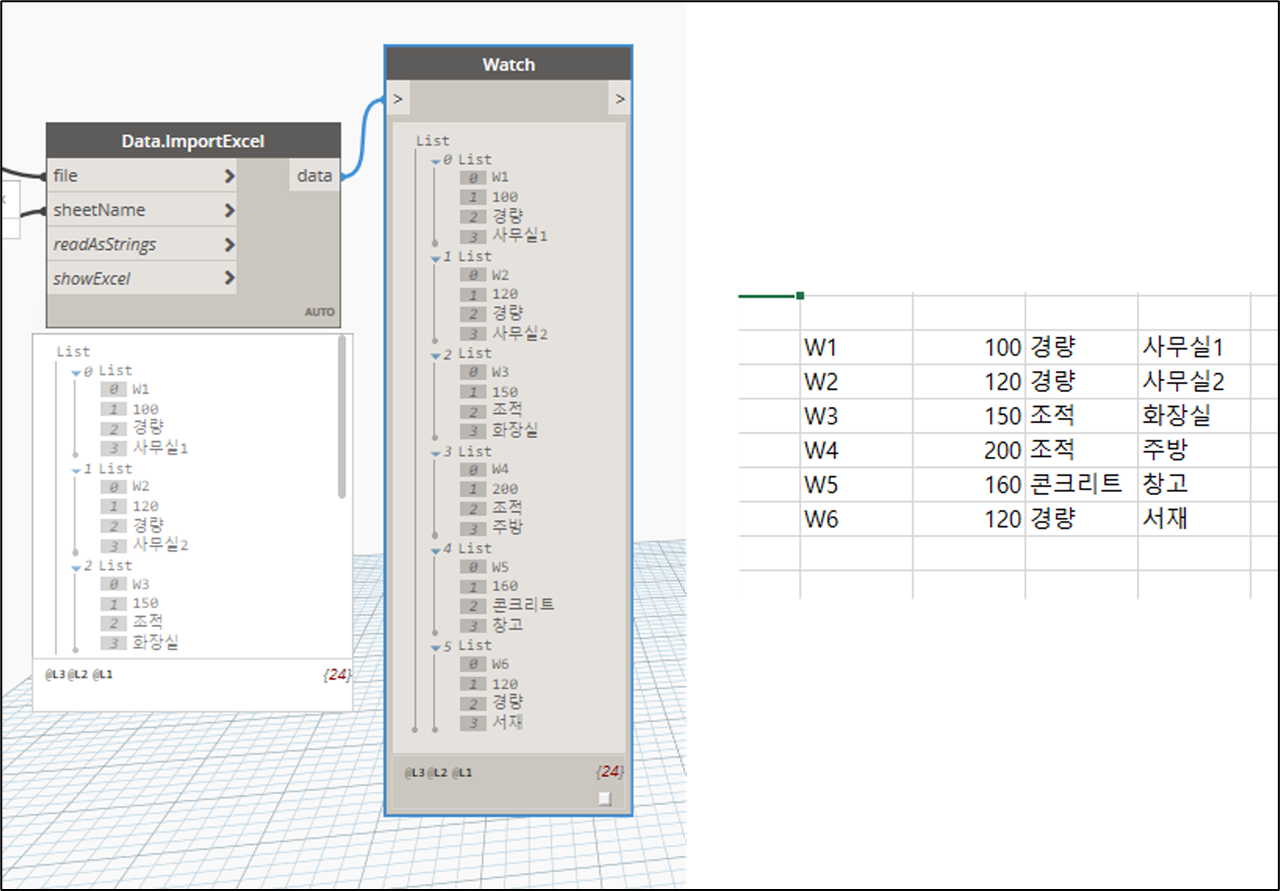 Data.ImportExcel
file > data
sheetName >
readAsStrings >
showExcel >
AUTO
List
0 List
0 W1
1 100
2 경량
3 사무실1
1 List
0 W2
1 120
2 경량
3 사무실2
2 List
0 W3
1 150
2 조적
3 화장실
@L3 @L2 @L1 {24}
Watch
> >
List
0 List
0 W1
1 100
2 경량
3 사무실1
1 List
0 W2
1 120
2 경량
3 사무실2
2 List
0 W3
1 150
2 조적
3 화장실
3 List
0 W4
1 200
2 조적
3 주방
4 List
0 W5
1 160
2 콘크리트
3 창고
5 List
0 W6
1 120
2 경량
3 서재
@L3 @L2 @L1 {24}
W1 100 경량 사무실1
W2 120 경량 사무실2
W3 150 조적 화장실
W4 200 조적 주방
W5 160 콘크리트 창고
W6 120 경량 서재